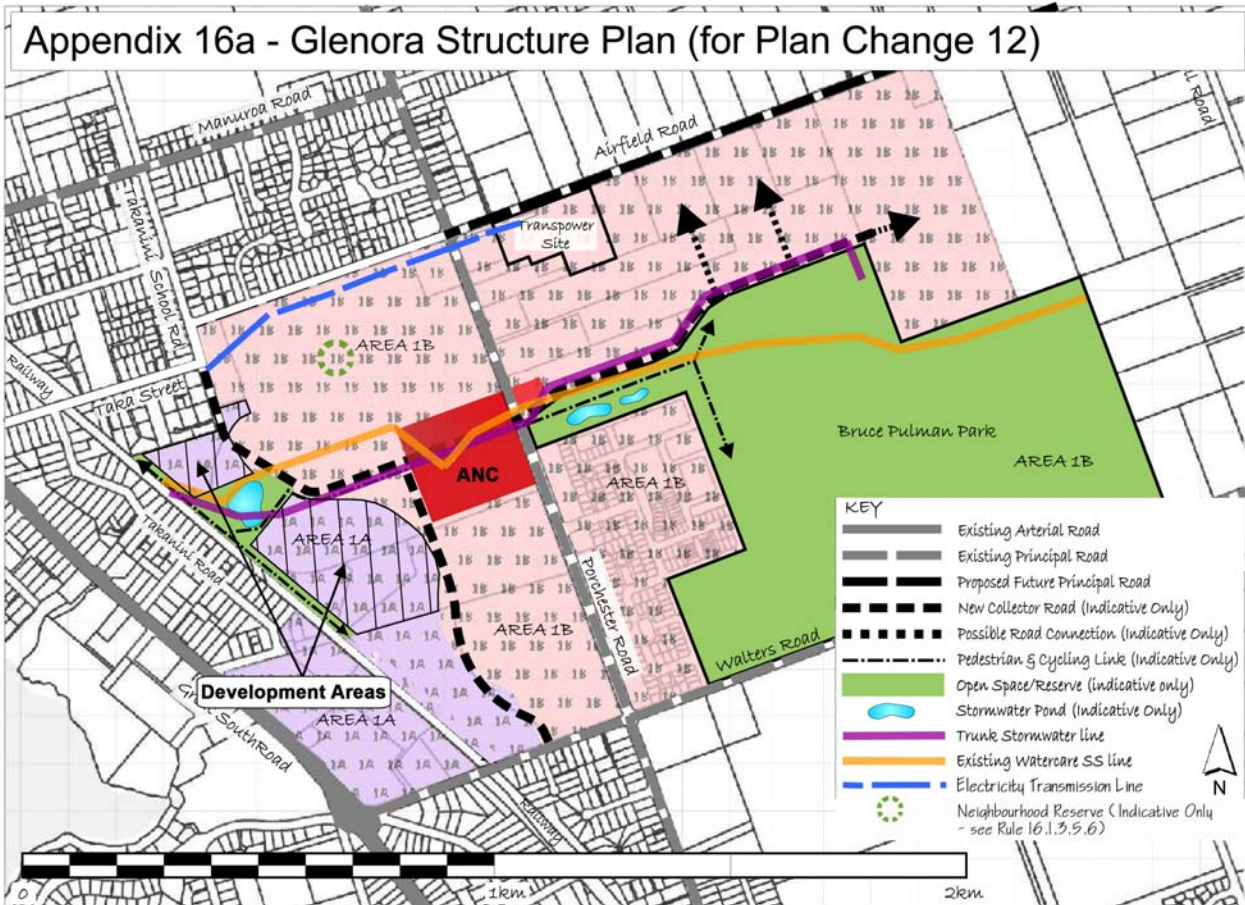 Appendix 16a - Glenora Structure Plan (for Plan Change 12)
Manuroa Road
Airfield Road
Takanini School Rd
Transpower
Site
AREA 1B
Railway
Taka Street
Bruce Pulman Park
AREA 1B
ANC
AREA 1B
AREA 1A
Takanini Road
Porchester Road
AREA 1B
Walters Road
Development Areas
AREA 1A
Railway
KEY
Existing Arterial Road
Existing Principal Road
Proposed Future Principal Road
New Collector Road (Indicative Only)
Possible Road Connection (Indicative Only)
Pedestrian & Cycling Link (Indicative Only)
Open Space/Reserve (indicative only)
Stormwater Pond (Indicative Only)
Trunk Stormwater line
Existing Watercare SS line
Electricity Transmission Line
Neighbourhood Reserve (Indicative Only
- see Rule 16.1.3.5.6)
N
0
1km
2km